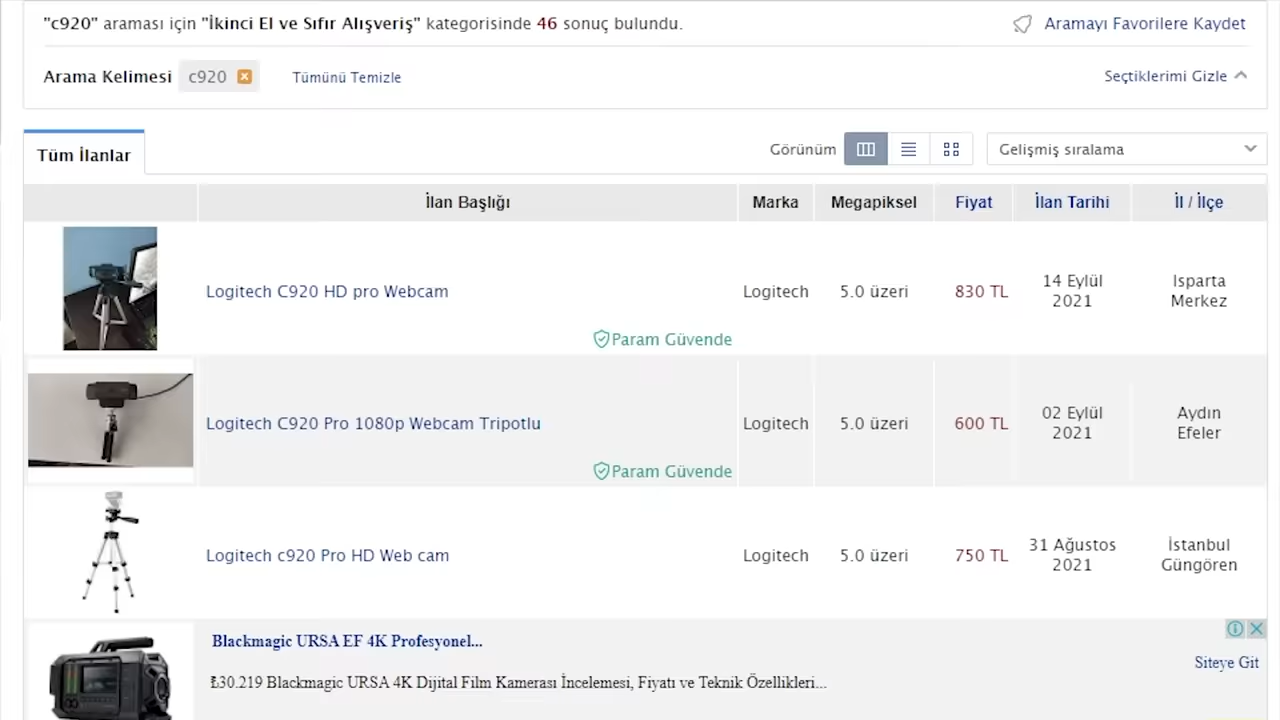 "c920" araması için "İkinci El ve Sıfır Alışveriş" kategorisinde 46 sonuç bulundu.
Aramayı Favorilere Kaydet
Arama Kelimesi c920 Tümünü Temizle
Seçtiklerimi Gizle
Tüm İlanlar
Görünüm
Gelişmiş sıralama
İlan Başlığı Marka Megapiksel Fiyat İlan Tarihi İl / İlçe
Logitech C920 HD pro Webcam Logitech 5.0 üzeri 830 TL 14 Eylül 2021 Isparta Merkez
Param Güvende
Logitech C920 Pro 1080p Webcam Tripotlu Logitech 5.0 üzeri 600 TL 02 Eylül 2021 Aydın Efeler
Param Güvende
Logitech c920 Pro HD Web cam Logitech 5.0 üzeri 750 TL 31 Ağustos 2021 İstanbul Güngören
Blackmagic URSA EF 4K Profesyonel...
Siteye Git
₺30.219 Blackmagic URSA 4K Dijital Film Kamerası İncelemesi, Fiyatı ve Teknik Özellikleri...